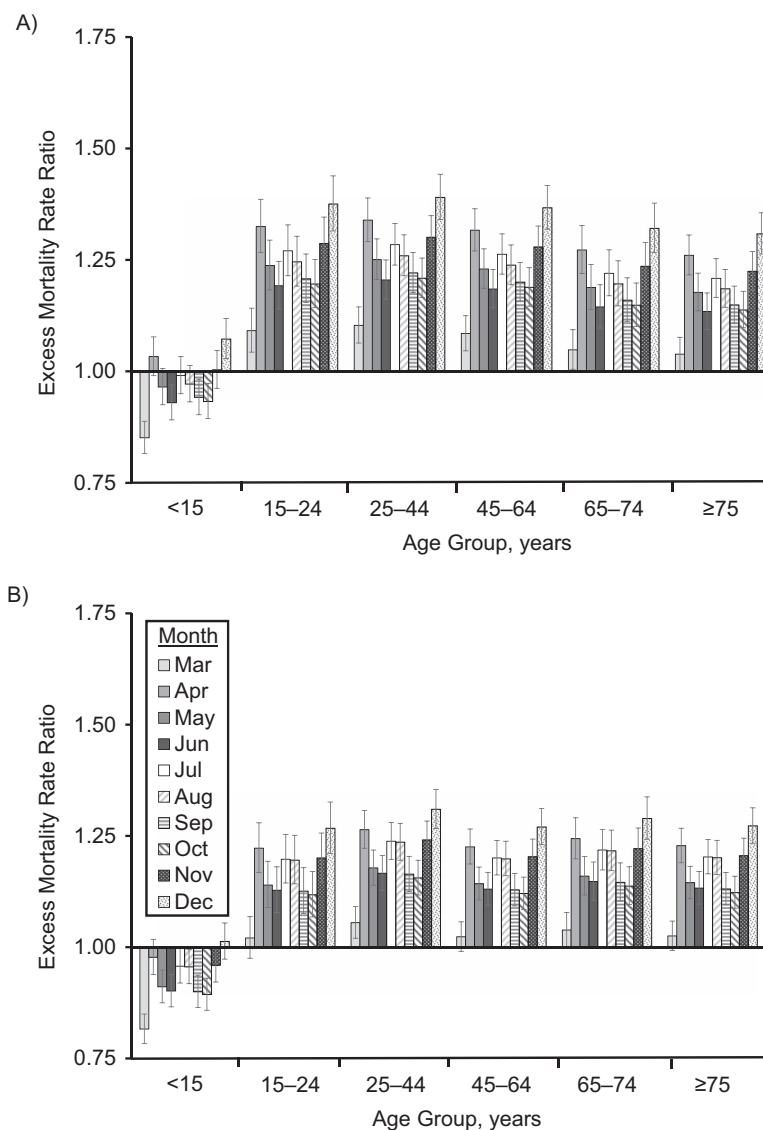 A)
1.75
1.50
1.25
1.00
0.75
Excess Mortality Rate Ratio
<15 15–24 25–44 45–64 65–74 ≥75
Age Group, years
B)
1.75
1.50
1.25
1.00
0.75
Excess Mortality Rate Ratio
Month
Mar
Apr
May
Jun
Jul
Aug
Sep
Oct
Nov
Dec
<15 15–24 25–44 45–64 65–74 ≥75
Age Group, years